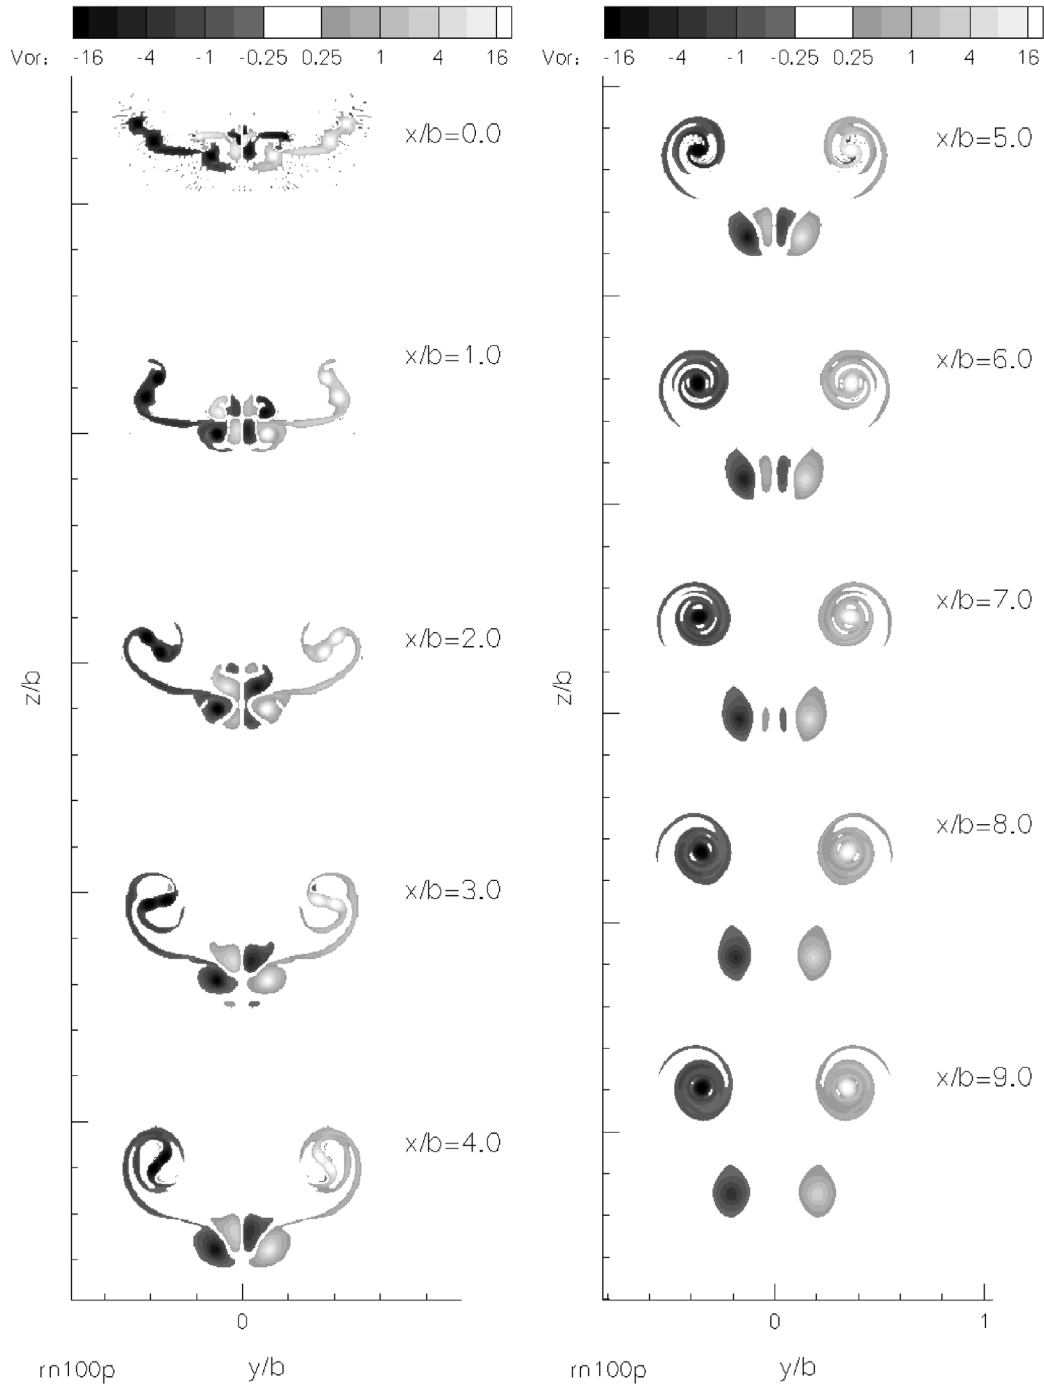 Vor: -16 -4 -1 -0.25 0.25 1 4 16
x/b=0.0
x/b=1.0
x/b=2.0
z/b
x/b=3.0
x/b=4.0
0
rn100p y/b
Vor: -16 -4 -1 -0.25 0.25 1 4 16
x/b=5.0
x/b=6.0
x/b=7.0
z/b
x/b=8.0
x/b=9.0
0 1
rn100p y/b